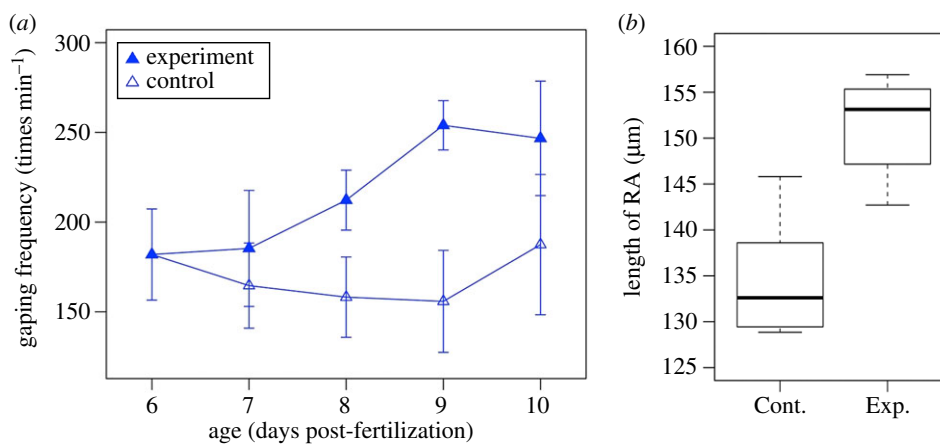 (a)
300
250
200
150
gaping frequency (times min⁻¹)
experiment
control
6 7 8 9 10
age (days post-fertilization)
(b)
160
155
150
145
140
135
130
125
length of RA (µm)
Cont. Exp.